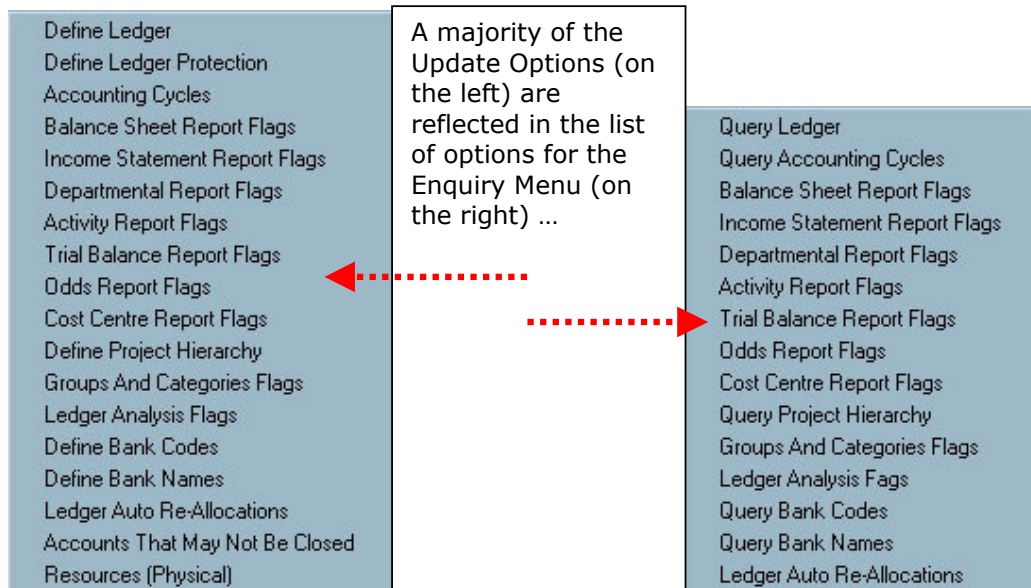 Define Ledger
Define Ledger Protection
Accounting Cycles
Balance Sheet Report Flags
Income Statement Report Flags
Departmental Report Flags
Activity Report Flags
Trial Balance Report Flags
Odds Report Flags
Cost Centre Report Flags
Define Project Hierarchy
Groups And Categories Flags
Ledger Analysis Flags
Define Bank Codes
Define Bank Names
Ledger Auto Re-Allocations
Accounts That May Not Be Closed
Resources (Physical)
A majority of the
Update Options (on
the left) are
reflected in the list
of options for the
Enquiry Menu (on
the right) …
Query Ledger
Query Accounting Cycles
Balance Sheet Report Flags
Income Statement Report Flags
Departmental Report Flags
Activity Report Flags
Trial Balance Report Flags
Odds Report Flags
Cost Centre Report Flags
Query Project Hierarchy
Groups And Categories Flags
Ledger Analysis Fags
Query Bank Codes
Query Bank Names
Ledger Auto Re-Allocations